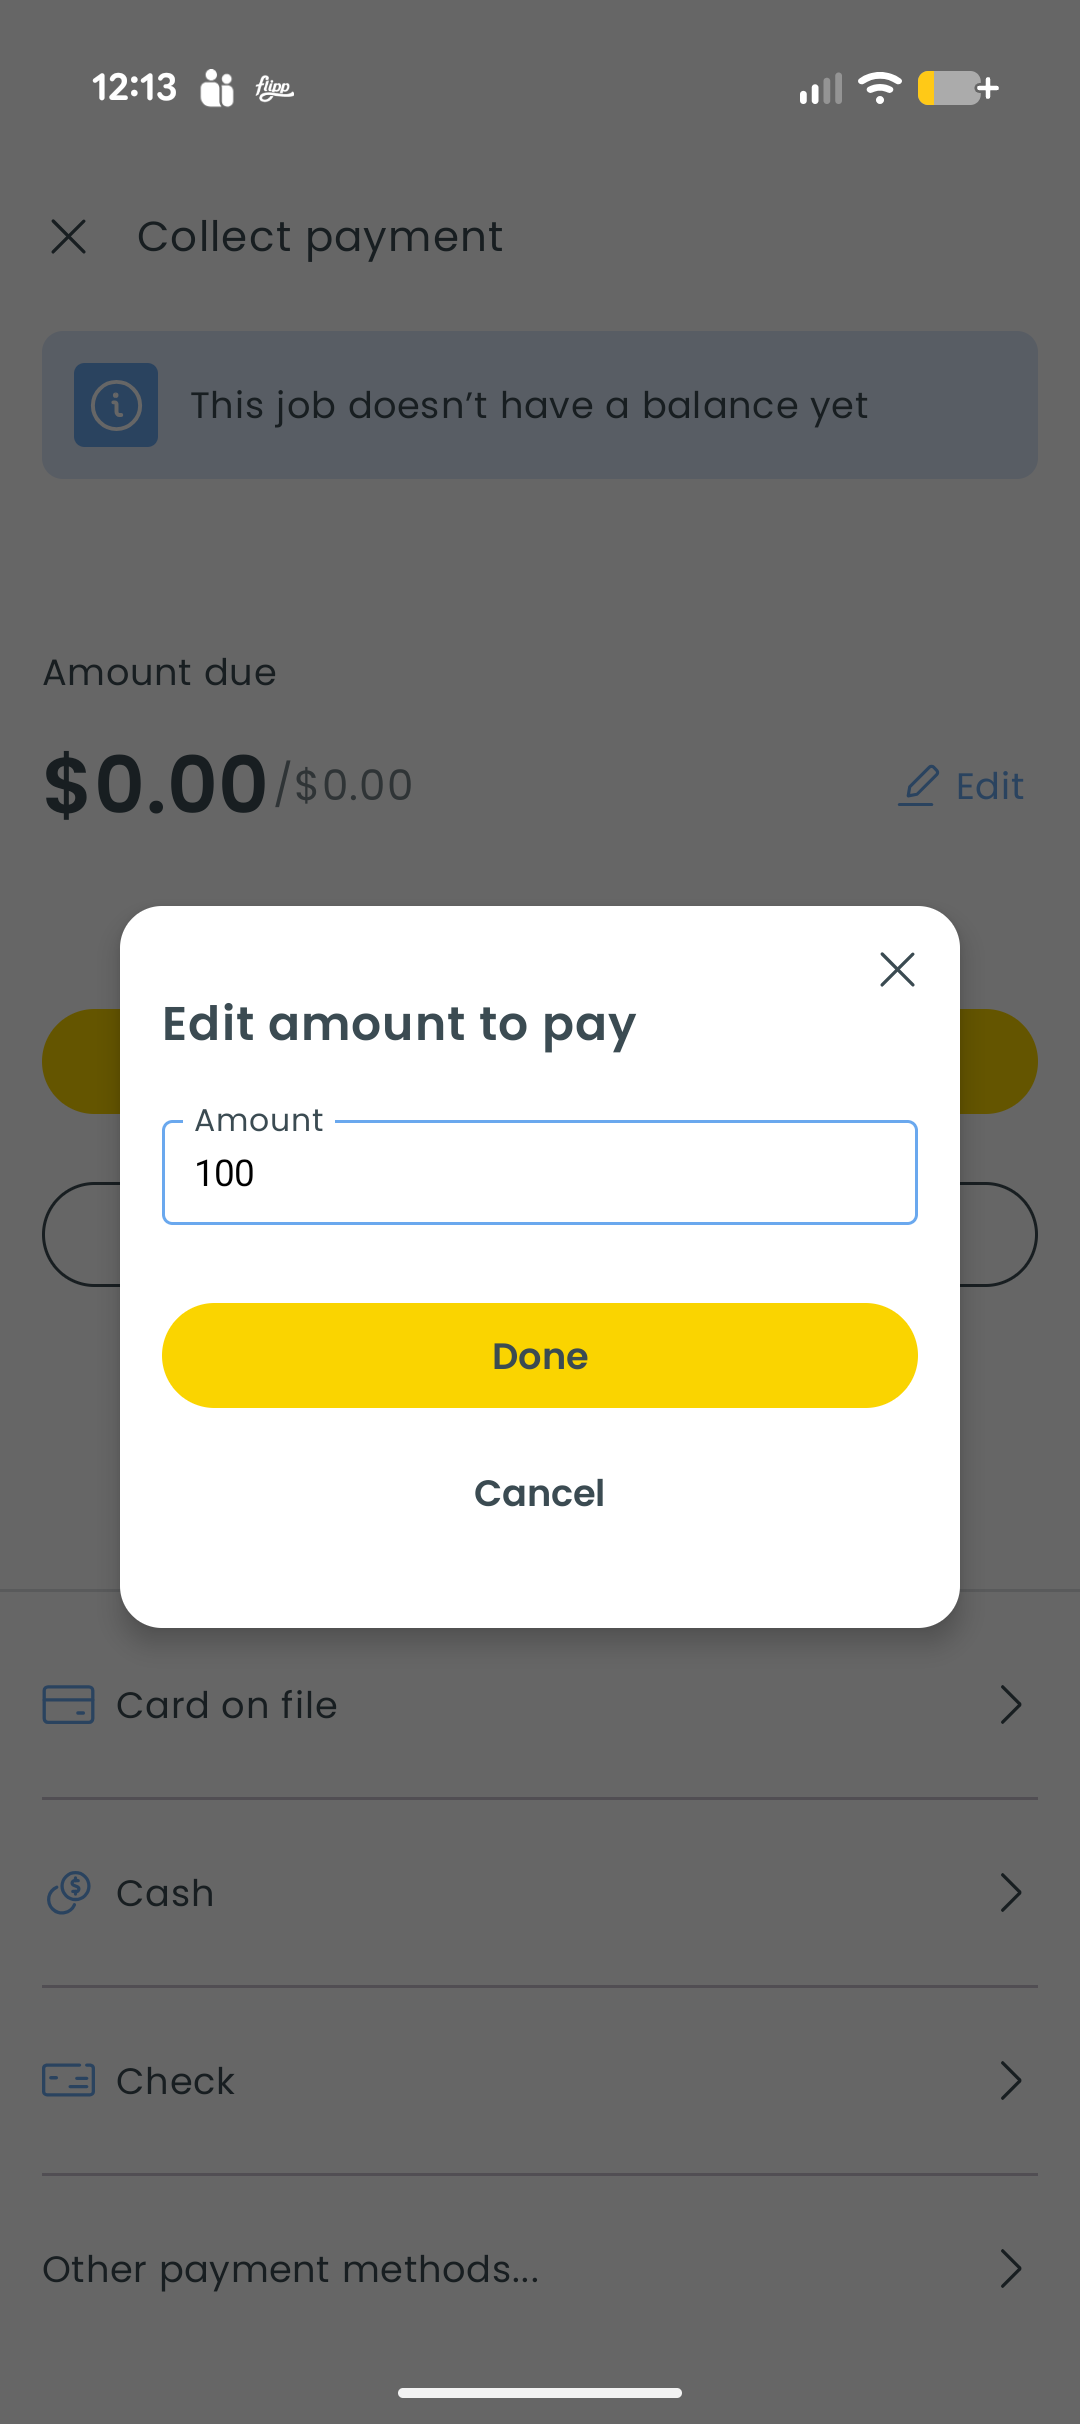 12:13 flipp
Collect payment
This job doesn’t have a balance yet
Amount due
$0.00/$0.00
Edit
Edit amount to pay
Amount
100
Done
Cancel
Card on file
Cash
Check
Other payment methods...